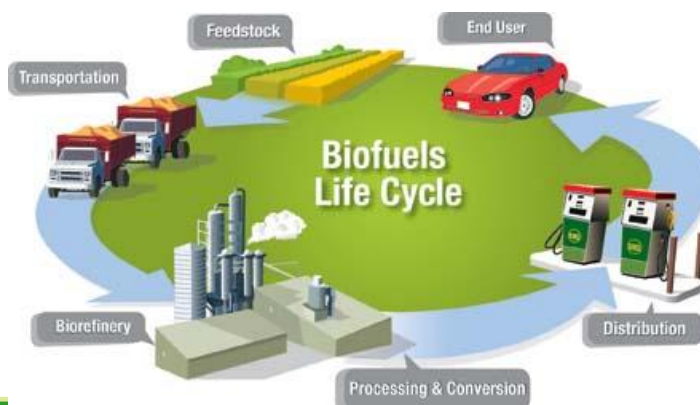 Feedstock
End User
Transportation
Biofuels
Life Cycle
Biorefinery
Distribution
Processing & Conversion